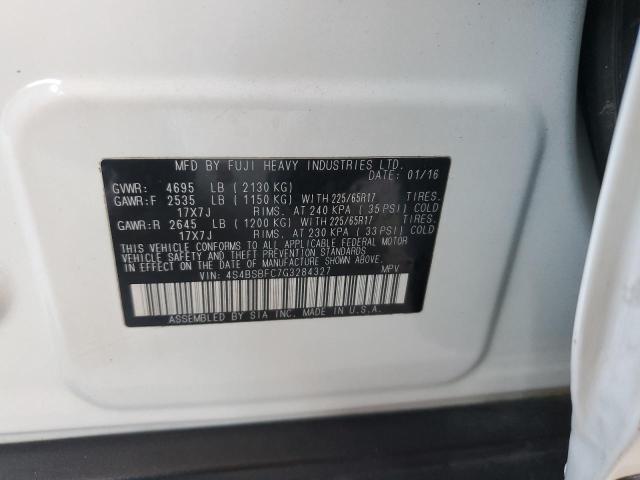 MFD BY FUJI HEAVY INDUSTRIES LTD.
DATE: 01/16
GVWR: 4695 LB (2130 KG)
GAWR:F 2535 LB (1150 KG) WITH 225/65R17 TIRES.
17X7J RIMS. AT 240 KPA (35 PSI) COLD
GAWR:R 2645 LB (1200 KG) WITH 225/65R17 TIRES.
17X7J RIMS. AT 230 KPA (33 PSI) COLD
THIS VEHICLE CONFORMS TO ALL APPLICABLE FEDERAL MOTOR
VEHICLE SAFETY AND THEFT PREVENTION STANDARDS
IN EFFECT ON THE DATE OF MANUFACTURE SHOWN ABOVE.
VIN: 4S4BSBFC7G3284327 MPV
ASSEMBLED BY SIA INC. MADE IN U.S.A.